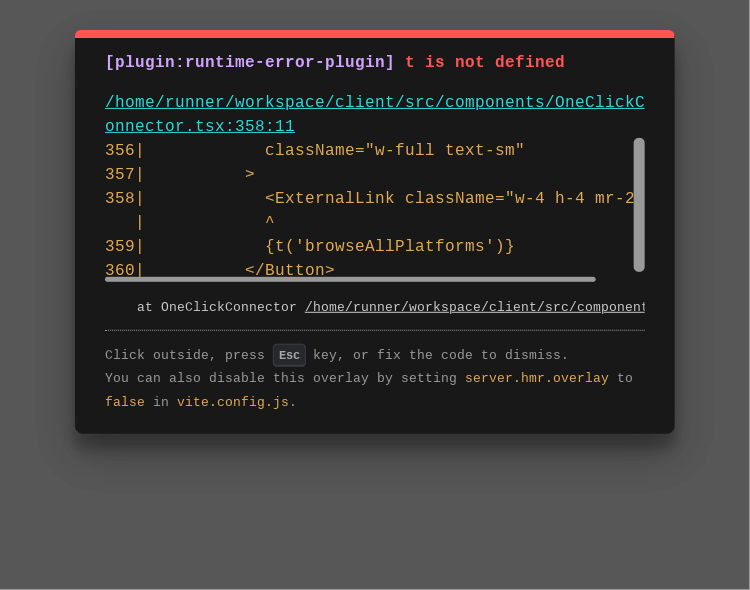 [plugin:runtime-error-plugin] t is not defined
/home/runner/workspace/client/src/components/OneClickC
onnector.tsx:358:11
356|            className="w-full text-sm"
357|          >
358|            <ExternalLink className="w-4 h-4 mr-2
   |            ^
359|            {t('browseAllPlatforms')}
360|          </Button>
at OneClickConnector /home/runner/workspace/client/src/component
Click outside, press Esc key, or fix the code to dismiss.
You can also disable this overlay by setting server.hmr.overlay to
false in vite.config.js.